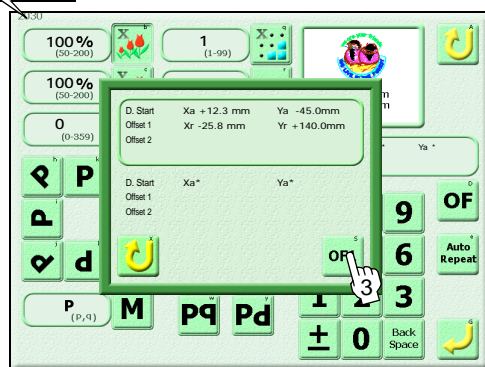 2030
100 %
(50-200)
X
b
1
(1-99)
X
q
A
100 %
(50-200)
c
0
(0-359)
D. Start Xa +12.3 mm Ya -45.0mm
Offset 1 Xr -25.8 mm Yr +140.0mm
Offset 2
D. Start Xa* Ya*
Offset 1
Offset 2
X
S
3
m
m
* Ya *
h
P
k
P
i
P
j
d
P
(P,q)
M
w
Pq
v
Pd
9
D
OF
6
e
Auto
Repeat
1 2 3
± 0 Back
Space
G